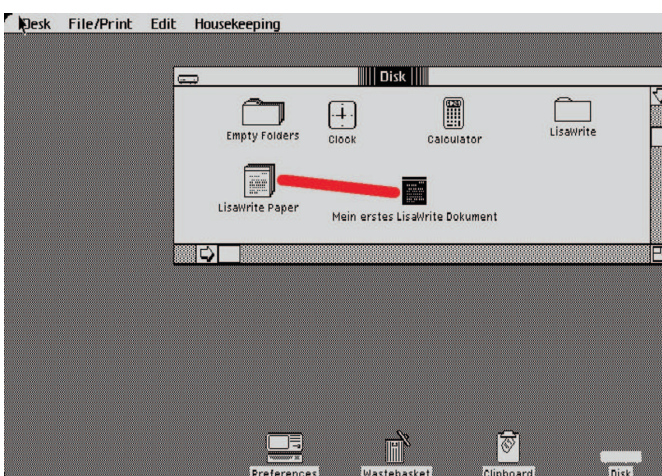 Desk File/Print Edit Housekeeping
Disk
Empty Folders Clock Calculator LisaWrite
LisaWrite Paper Mein erstes LisaWrite Dokument
Preferences Wastebasket Clipboard Disk